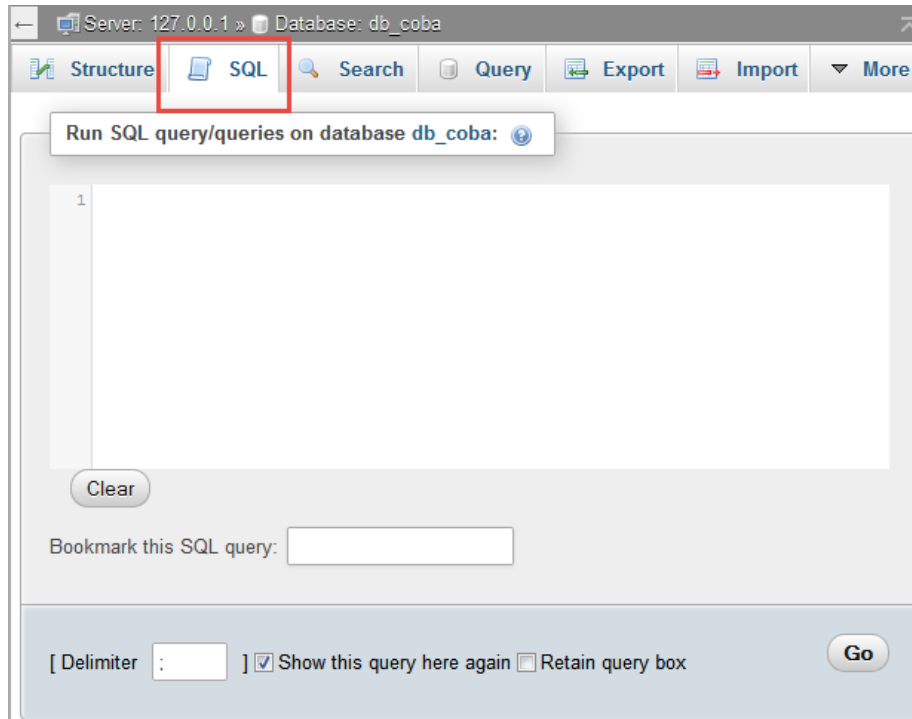 Server: 127.0.0.1 » Database: db_coba
Structure SQL Search Query Export Import More
Run SQL query/queries on database db_coba:
1
Clear
Bookmark this SQL query:
[ Delimiter ; ] Show this query here again Retain query box Go